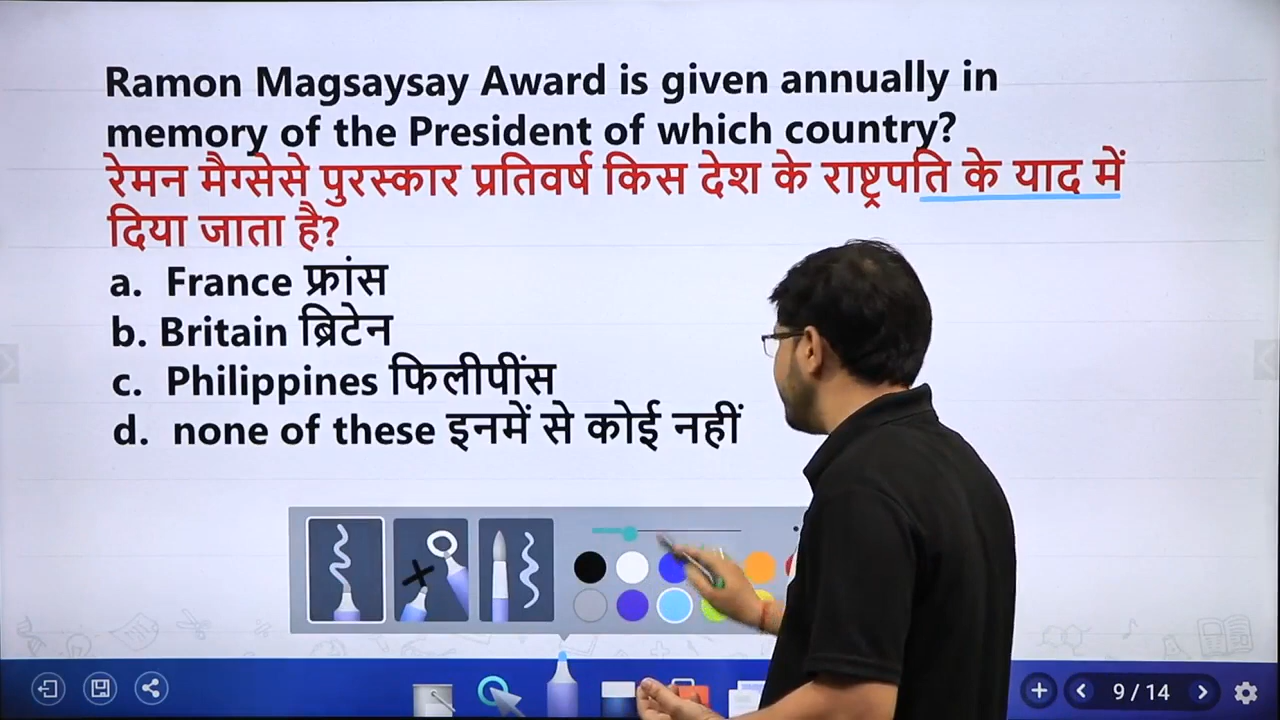 Ramon Magsaysay Award is given annually in
memory of the President of which country?
रेमन मैग्सेसे पुरस्कार प्रतिवर्ष किस देश के राष्ट्रपति के याद में
दिया जाता है?
a. France फ्रांस
b. Britain ब्रिटेन
c. Philippines फिलीपींस
d. none of these इनमें से कोई नहीं
9 / 14